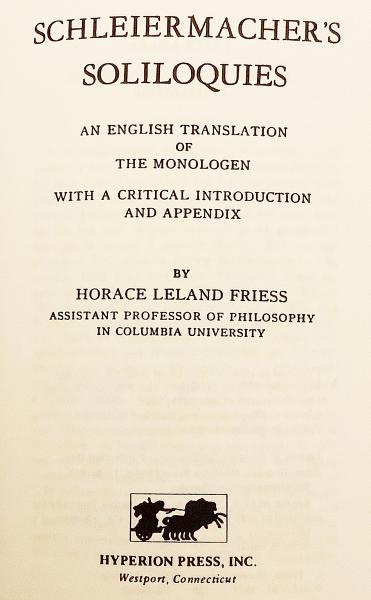 SCHLEIERMACHER'S
SOLILOQUIES
AN ENGLISH TRANSLATION
OF
THE MONOLOGEN
WITH A CRITICAL INTRODUCTION
AND APPENDIX
BY
HORACE LELAND FRIESS
ASSISTANT PROFESSOR OF PHILOSOPHY
IN COLUMBIA UNIVERSITY
HYPERION PRESS, INC.
Westport, Connecticut